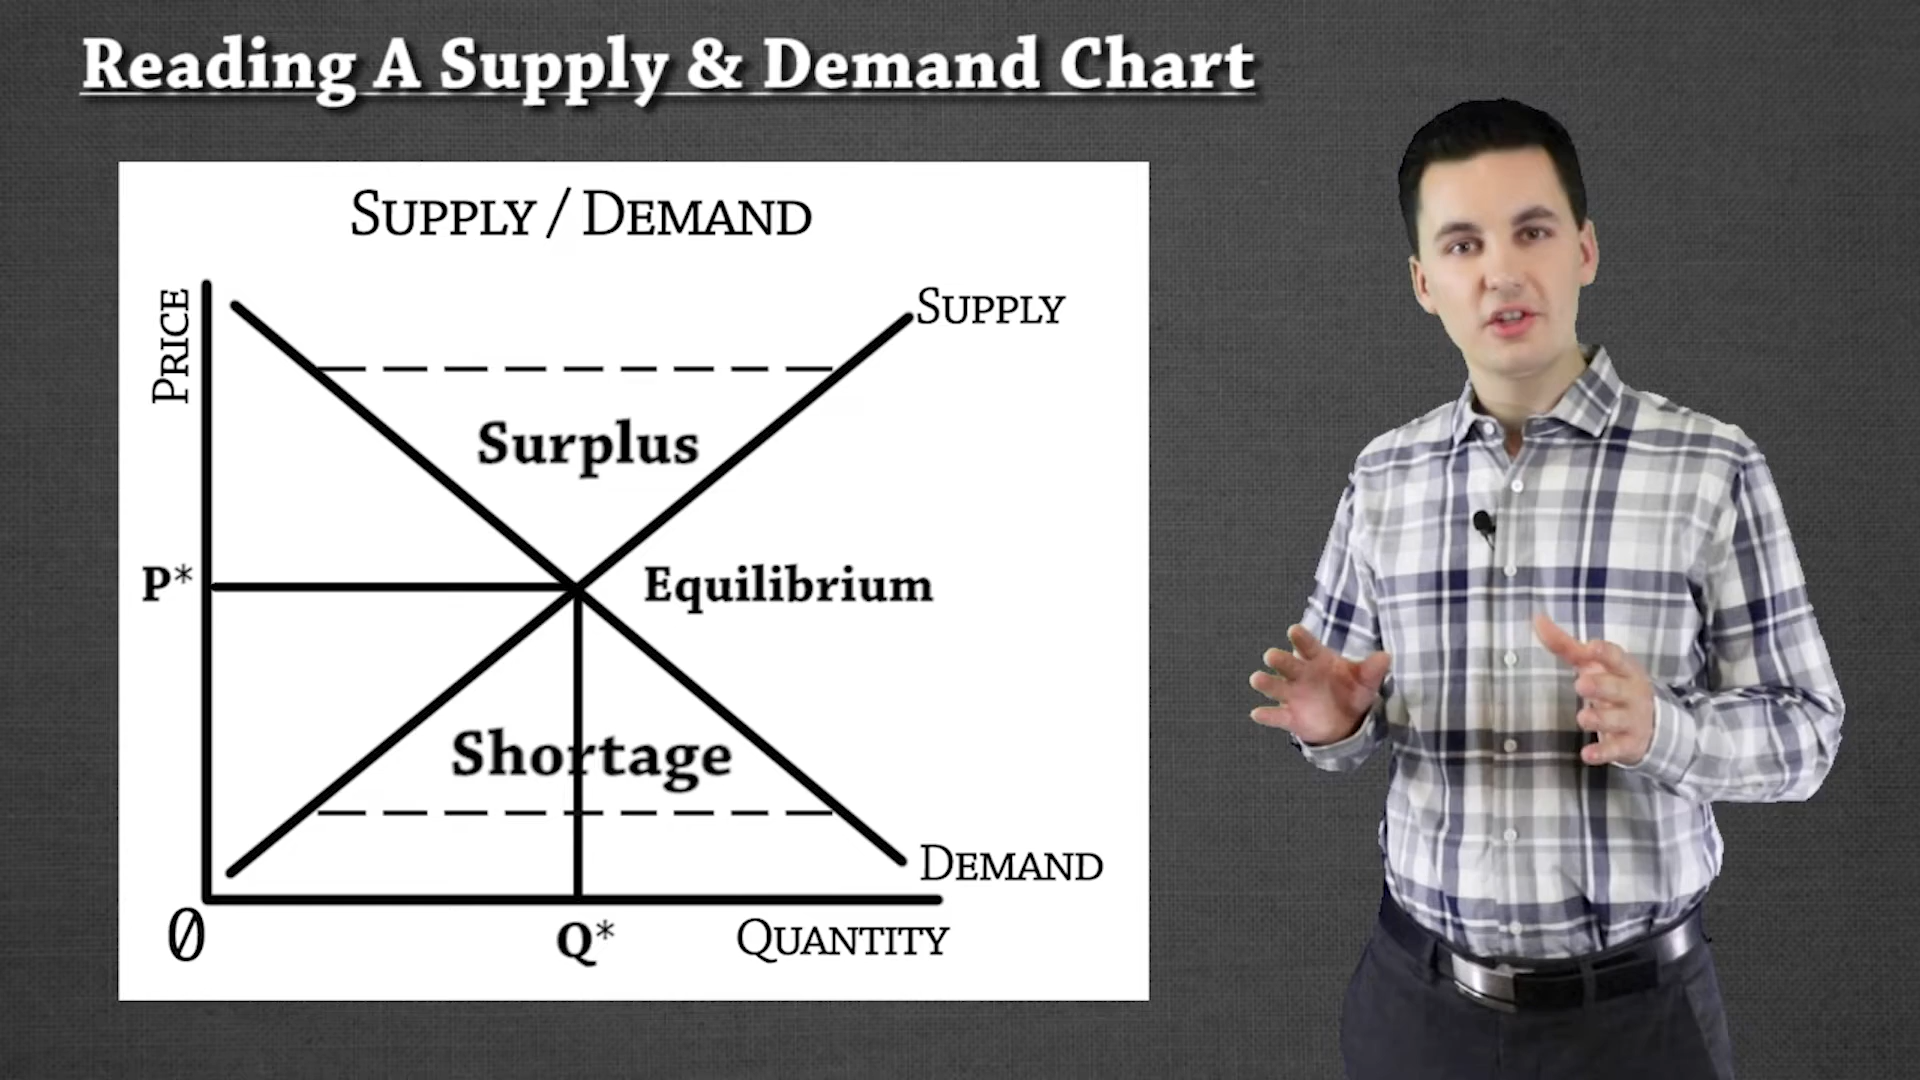 Reading A Supply & Demand Chart
SUPPLY / DEMAND
PRICE
SUPPLY
Surplus
P*
Equilibrium
Shortage
DEMAND
0
Q*
QUANTITY